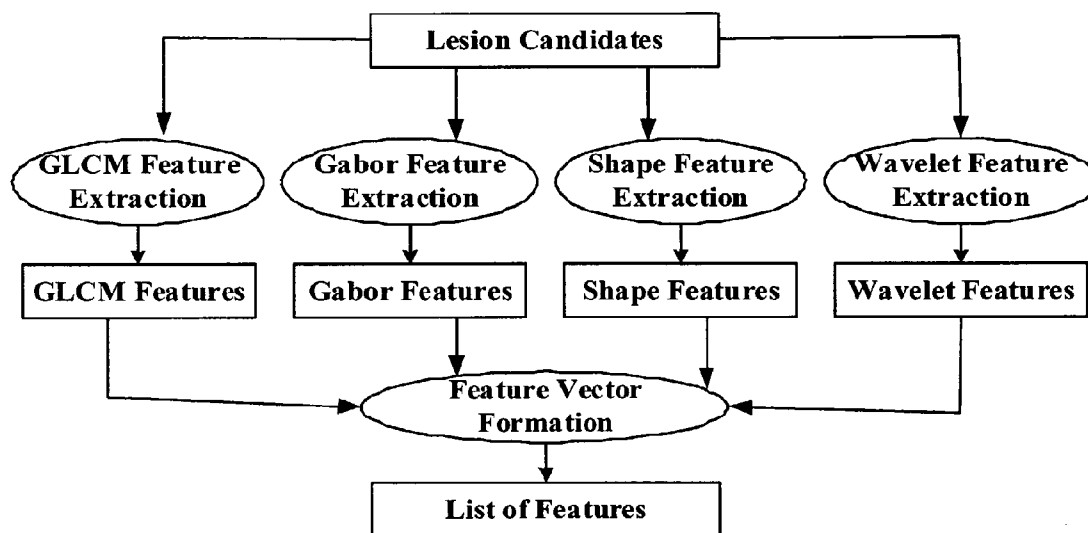 Lesion Candidates
GLCM Feature
Extraction
Gabor Feature
Extraction
Shape Feature
Extraction
Wavelet Feature
Extraction
GLCM Features
Gabor Features
Shape Features
Wavelet Features
Feature Vector
Formation
List of Features